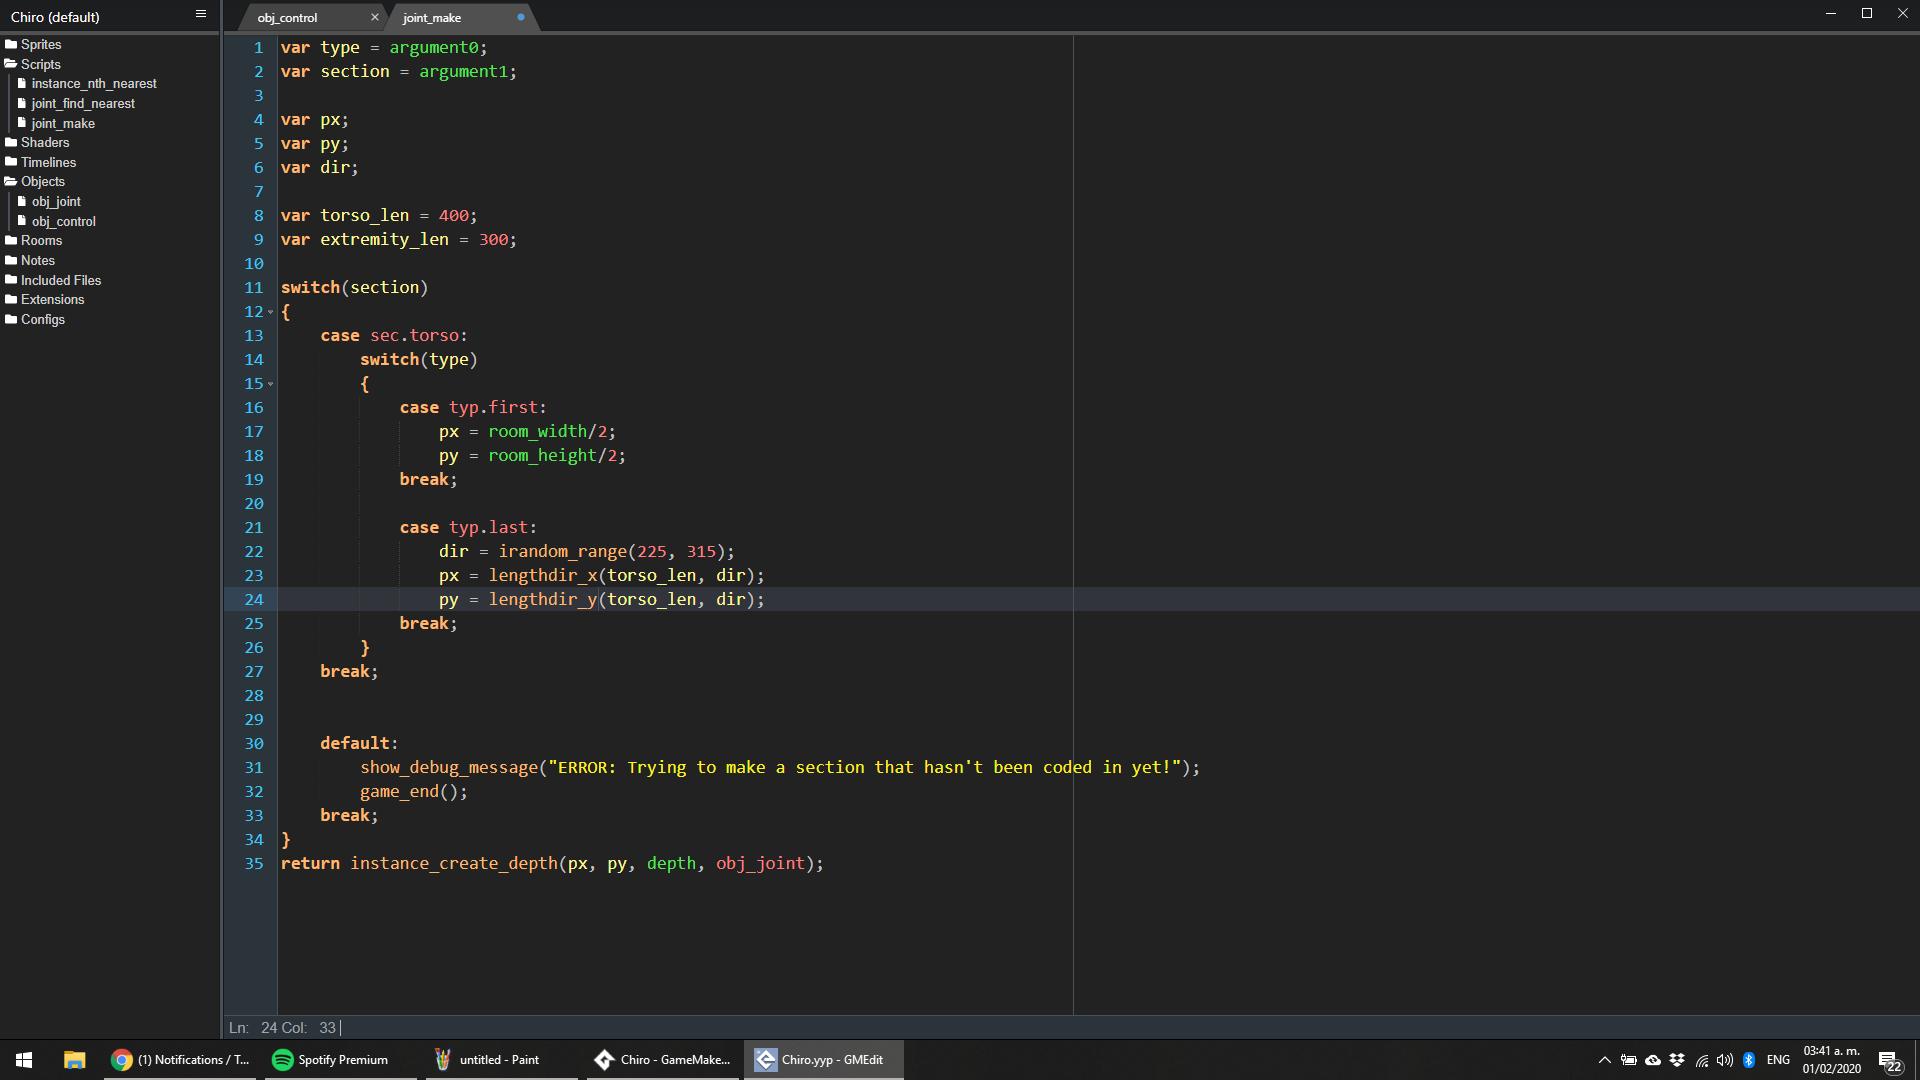 Chiro (default)
Sprites
Scripts
instance_nth_nearest
joint_find_nearest
joint_make
Shaders
Timelines
Objects
obj_joint
obj_control
Rooms
Notes
Included Files
Extensions
Configs
obj_control
joint_make
1 var type = argument0;
2 var section = argument1;
3
4 var px;
5 var py;
6 var dir;
7
8 var torso_len = 400;
9 var extremity_len = 300;
10
11 switch(section)
12 {
13 case sec.torso:
14 switch(type)
15 {
16 case typ.first:
17 px = room_width/2;
18 py = room_height/2;
19 break;
20
21 case typ.last:
22 dir = irandom_range(225, 315);
23 px = lengthdir_x(torso_len, dir);
24 py = lengthdir_y(torso_len, dir);
25 break;
26 }
27 break;
28
29
30 default:
31 show_debug_message("ERROR: Trying to make a section that hasn't been coded in yet!");
32 game_end();
33 break;
34 }
35 return instance_create_depth(px, py, depth, obj_joint);
Ln: 24 Col: 33
(1) Notifications / T...
Spotify Premium
untitled - Paint
Chiro - GameMake...
Chiro.yyp - GMEdit
ENG
03:41 a. m.
01/02/2020
22